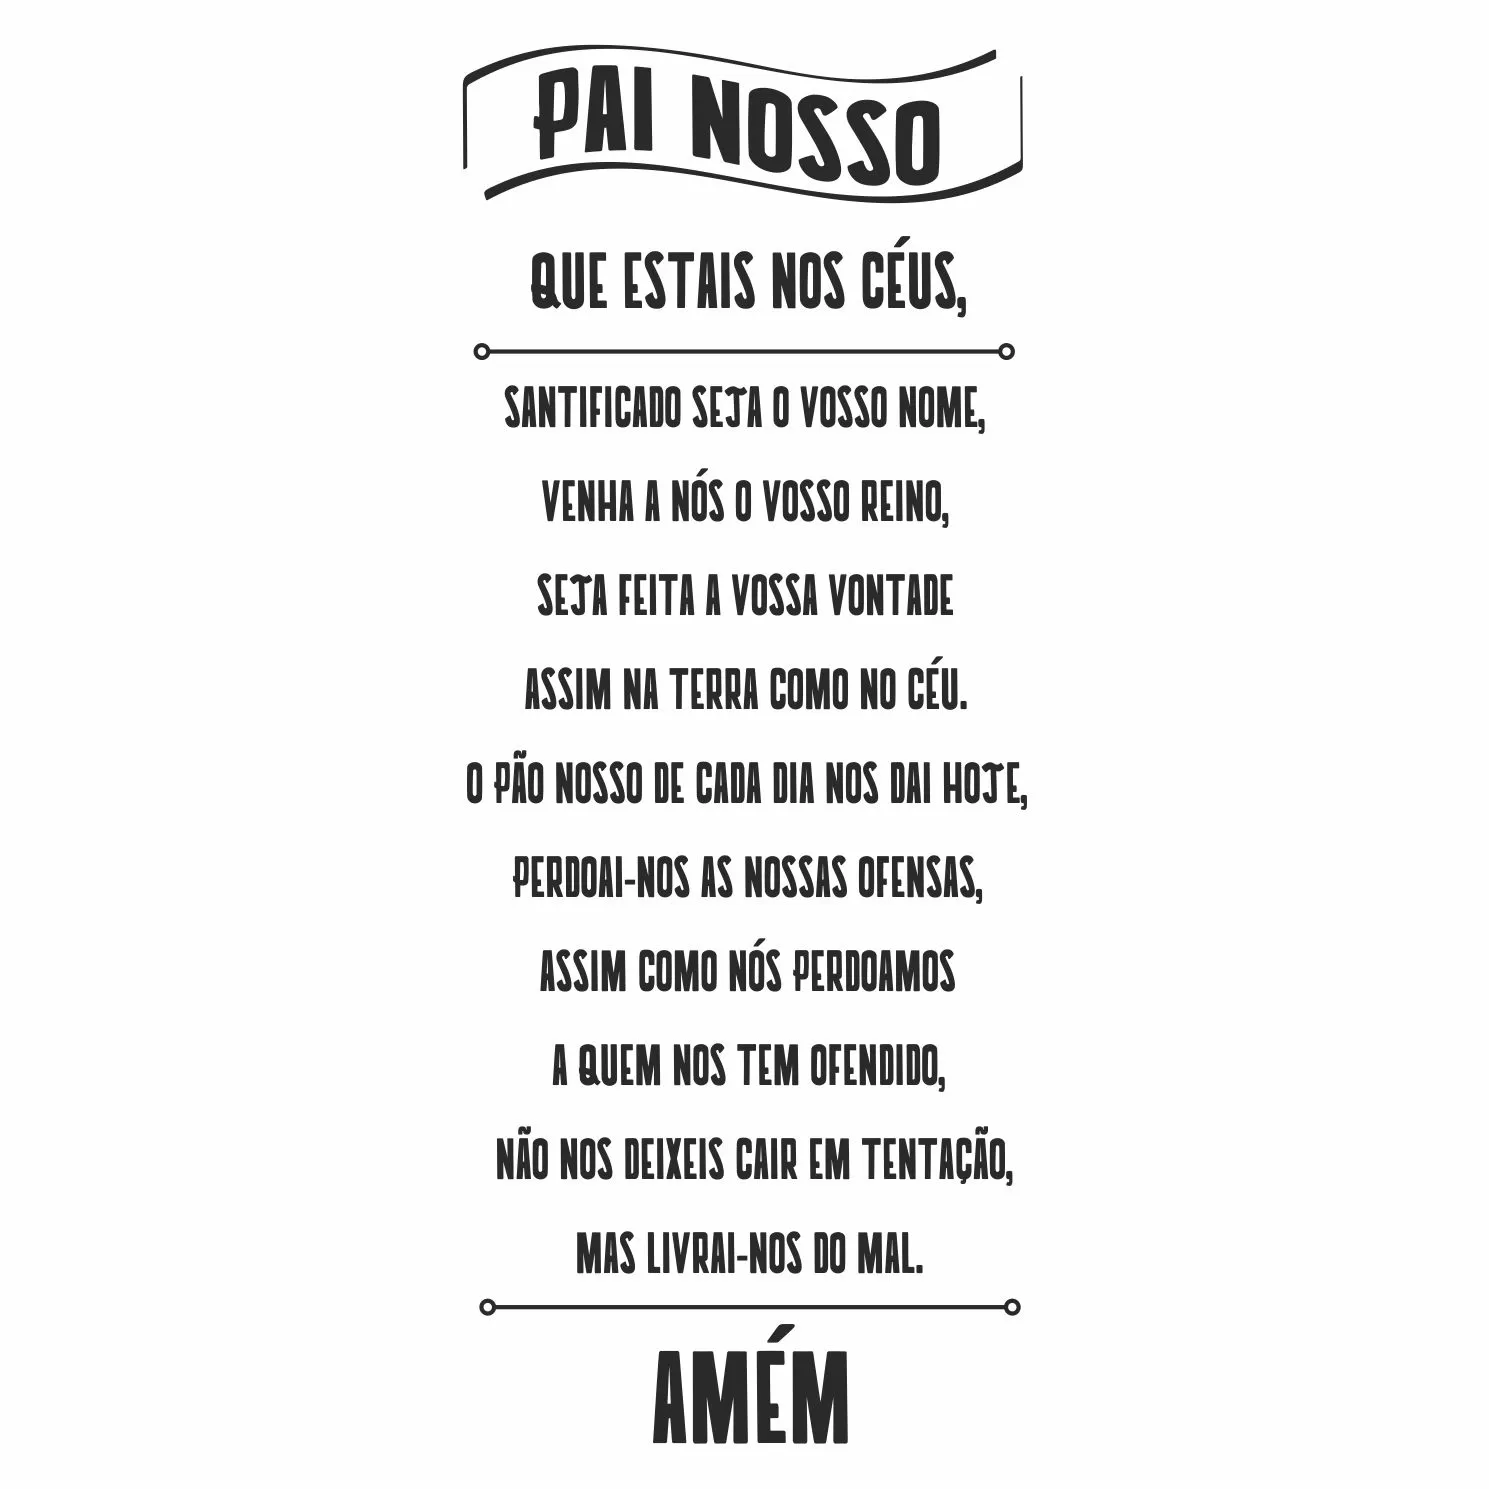 PAI NOSSO
QUE ESTAIS NOS CÉUS,
SANTIFICADO SEJA O VOSSO NOME,
VENHA A NÓS O VOSSO REINO,
SEJA FEITA A VOSSA VONTADE
ASSIM NA TERRA COMO NO CÉU.
O PÃO NOSSO DE CADA DIA NOS DAI HOJE,
PERDOAI-NOS AS NOSSAS OFENSAS,
ASSIM COMO NÓS PERDOAMOS
A QUEM NOS TEM OFENDIDO,
NÃO NOS DEIXEIS CAIR EM TENTAÇÃO,
MAS LIVRAI-NOS DO MAL.
AMÉM